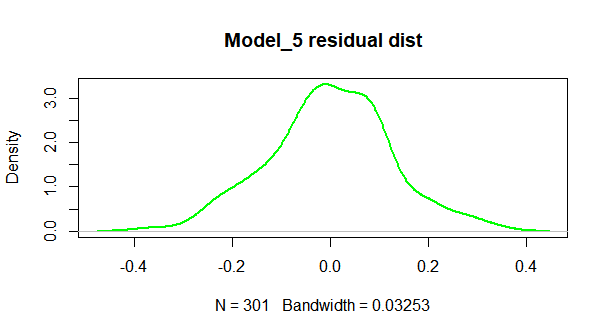 Model_5 residual dist
Density
3.0
2.0
1.0
0.0
-0.4 -0.2 0.0 0.2 0.4
N = 301 Bandwidth = 0.03253